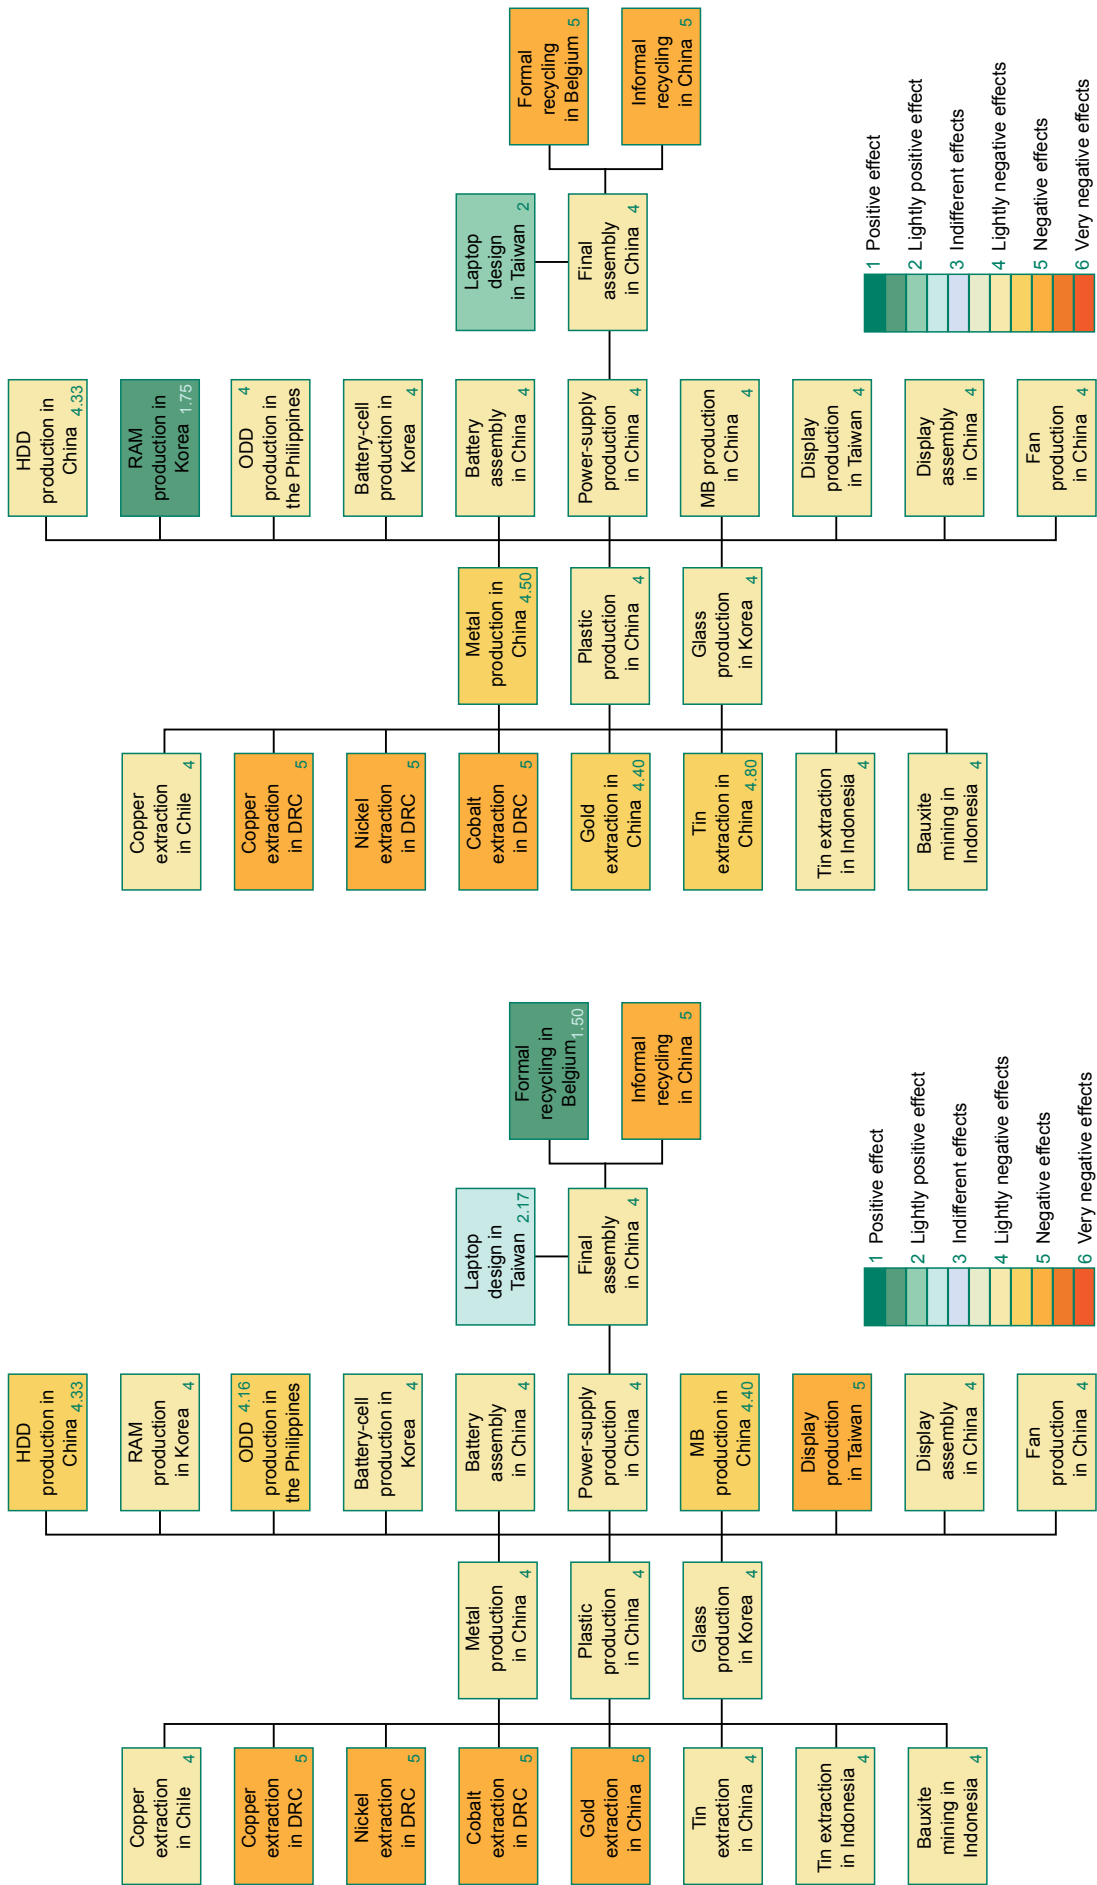 Copper
extraction
in Chile 4
Copper
extraction
in DRC 5
Nickel
extraction
in DRC 5
Cobalt
extraction
in DRC 5
Gold
extraction
in China 5
Tin
extraction
in China 4
Tin extraction
in Indonesia 4
Bauxite
mining in
Indonesia 4
Metal
production
in China 4
Plastic
production
in China 4
Glass
production
in Korea 4
HDD
production in
China 4.33
RAM
production
in Korea 4
ODD 4.16
production in
the Philippines
Battery-cell
production in
Korea 4
Battery
assembly
in China 4
Power-supply
production
in China 4
MB
production in
China 4.40
Display
production
in Taiwan 5
Display
assembly
in China 4
Fan
production
in China 4
Laptop
design in
Taiwan 2.17
Final
assembly
in China 4
Formal
recycling in
Belgium 1.50
Informal
recycling
in China 5
1 Positive effect
2 Lightly positive effect
3 Indifferent effects
4 Lightly negative effects
5 Negative effects
6 Very negative effects
Copper
extraction
in Chile 4
Copper
extraction
in DRC 5
Nickel
extraction
in DRC 5
Cobalt
extraction
in DRC 5
Gold
extraction in
China 4.40
Tin
extraction in
China 4.80
Tin extraction
in Indonesia 4
Bauxite
mining in
Indonesia 4
Metal
production in
China 4.50
Plastic
production
in China 4
Glass
production
in Korea 4
HDD
production in
China 4.33
RAM
production in
Korea 1.75
ODD 4
production in
the Philippines
Battery-cell
production in
Korea 4
Battery
assembly
in China 4
Power-supply
production
in China 4
MB production
in China 4
Display
production
in Taiwan 4
Display
assembly
in China 4
Fan
production
in China 4
Laptop
design
in Taiwan 2
Final
assembly
in China 4
Formal
recycling
in Belgium 5
Informal
recycling
in China 5
1 Positive effect
2 Lightly positive effect
3 Indifferent effects
4 Lightly negative effects
5 Negative effects
6 Very negative effects